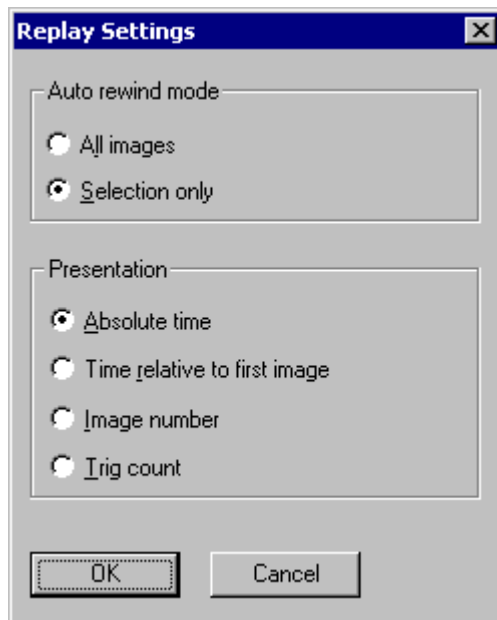 Replay Settings
Auto rewind mode
All images
Selection only
Presentation
Absolute time
Time relative to first image
Image number
Trig count
OK
Cancel